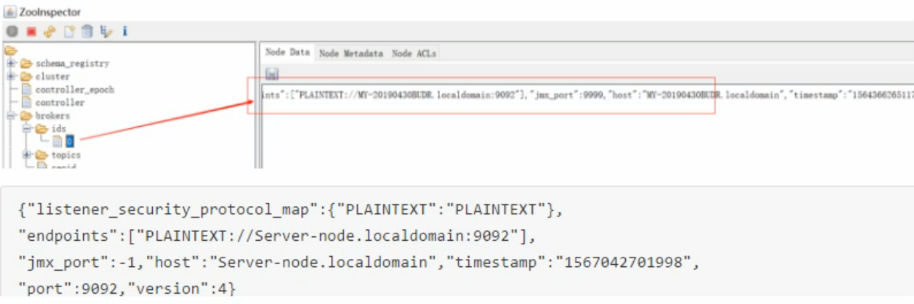 ZooInspector
Node Data Node Metadata Node ACLs
schema_registry
cluster
controller_epoch
controller
brokers
ids
topics
ints":["PLAINTEXT://MY-20190430BUDR.localdomain:9092"],"jmx_port":9999,"host":"MY-20190430BUDR.localdomain","timestamp":"1564366265117
{"listener_security_protocol_map":{"PLAINTEXT":"PLAINTEXT"},
"endpoints":["PLAINTEXT://Server-node.localdomain:9092"],
"jmx_port":-1,"host":"Server-node.localdomain","timestamp":"1567042701998",
"port":9092,"version":4}